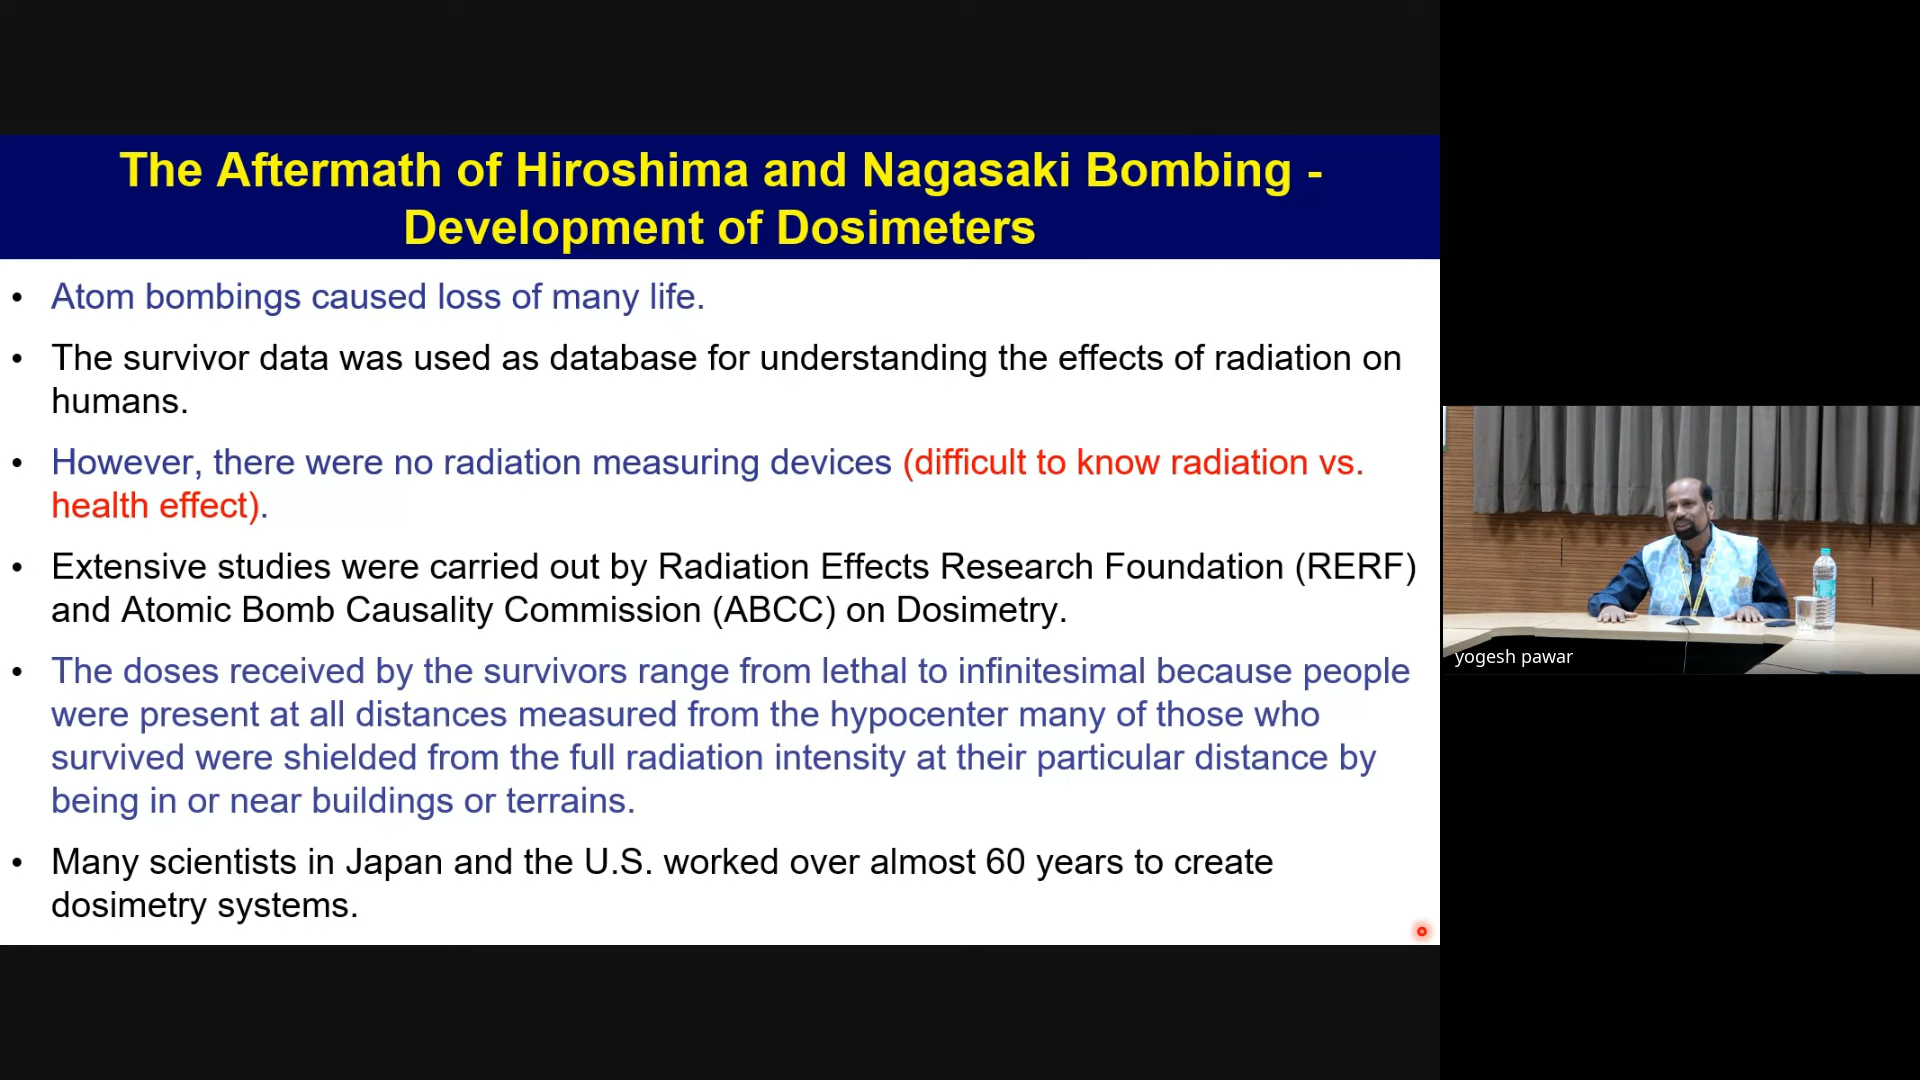 The Aftermath of Hiroshima and Nagasaki Bombing -
Development of Dosimeters
• Atom bombings caused loss of many life.
• The survivor data was used as database for understanding the effects of radiation on
humans.
• However, there were no radiation measuring devices (difficult to know radiation vs.
health effect).
• Extensive studies were carried out by Radiation Effects Research Foundation (RERF)
and Atomic Bomb Causality Commission (ABCC) on Dosimetry.
• The doses received by the survivors range from lethal to infinitesimal because people
were present at all distances measured from the hypocenter many of those who
survived were shielded from the full radiation intensity at their particular distance by
being in or near buildings or terrains.
• Many scientists in Japan and the U.S. worked over almost 60 years to create
dosimetry systems.
yogesh pawar